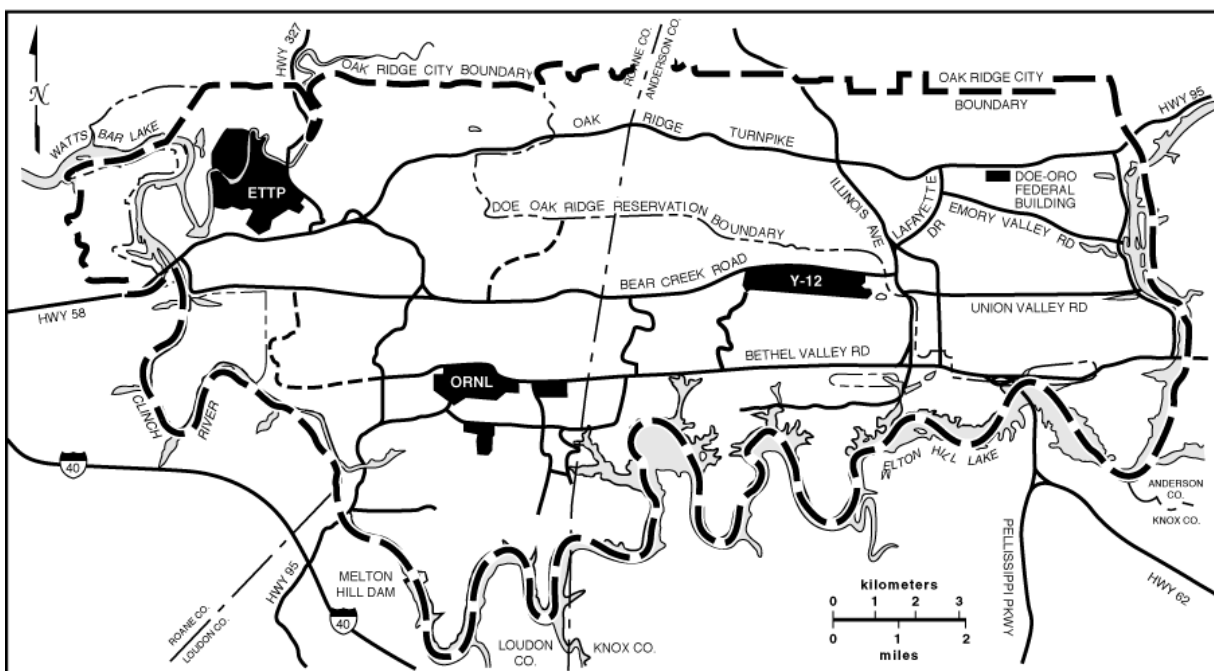 HWY 327
OAK RIDGE CITY BOUNDARY
ROANE CO.
ANDERSON CO.
OAK RIDGE CITY
BOUNDARY
HWY 95
N
WATTS
BAR LAKE
OAK RIDGE TURNPIKE
ETTP
DOE-ORO
FEDERAL
BUILDING
ILLINOIS AVE
LAFAYETTE
DR
EMORY VALLEY RD
DOE OAK RIDGE RESERVATION
BOUNDARY
BEAR CREEK ROAD
Y-12
HWY 58
UNION VALLEY RD
BETHEL VALLEY RD
ORNL
CLINCH
RIVER
MELTON HILL LAKE
40
ANDERSON
CO.
KNOX CO.
PELLISSIPPI PKWY
HWY 62
HWY 95
MELTON
HILL DAM
kilometers
0 1 2 3
0 1 2
miles
40
ROANE CO.
LOUDON CO.
LOUDON
CO.
KNOX CO.